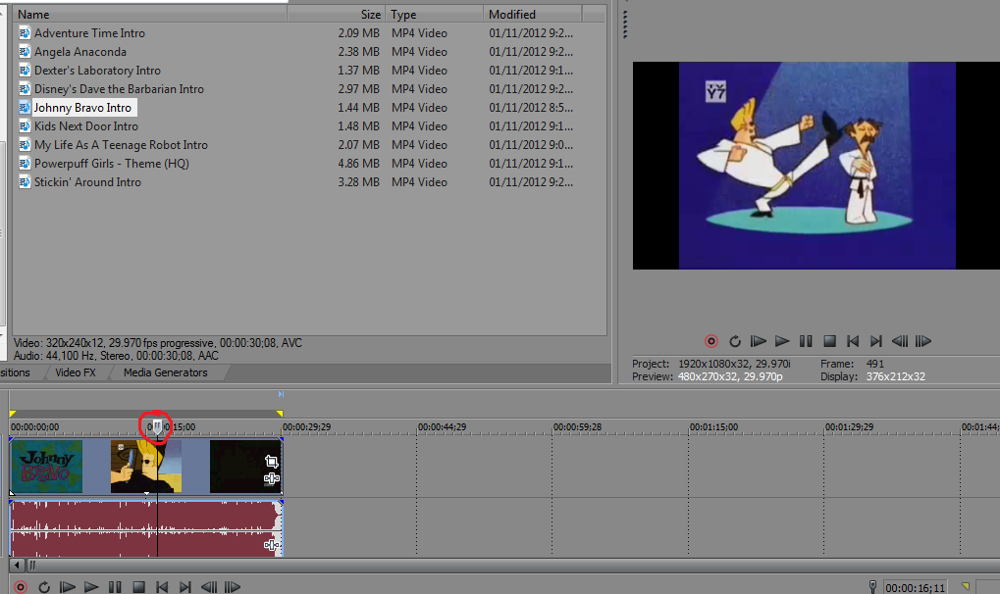 Name Size Type Modified
Adventure Time Intro 2.09 MB MP4 Video 01/11/2012 9:2...
Angela Anaconda 2.38 MB MP4 Video 01/11/2012 9:2...
Dexter's Laboratory Intro 1.37 MB MP4 Video 01/11/2012 9:1...
Disney's Dave the Barbarian Intro 2.97 MB MP4 Video 01/11/2012 9:2...
Johnny Bravo Intro 1.44 MB MP4 Video 01/11/2012 8:5...
Kids Next Door Intro 1.48 MB MP4 Video 01/11/2012 9:1...
My Life As A Teenage Robot Intro 2.07 MB MP4 Video 01/11/2012 9:0...
Powerpuff Girls - Theme (HQ) 4.86 MB MP4 Video 01/11/2012 9:1...
Stickin' Around Intro 3.28 MB MP4 Video 01/11/2012 9:2...
Y7
Video: 320x240x12, 29.970 fps progressive, 00:00:30;08, AVC
Audio: 44,100 Hz, Stereo, 00:00:30;08, AAC
sitions Video FX Media Generators
Project: 1920x1080x32, 29.970i Frame: 491
Preview: 480x270x32, 29.970p Display: 376x212x32
00:00:00;00 00:00:15;00 00:00:29;29 00:00:44;29 00:00:59;28 00:01:15;00 00:01:29;29 00:01:44;
Johnny
BRAVO
00:00:16;11